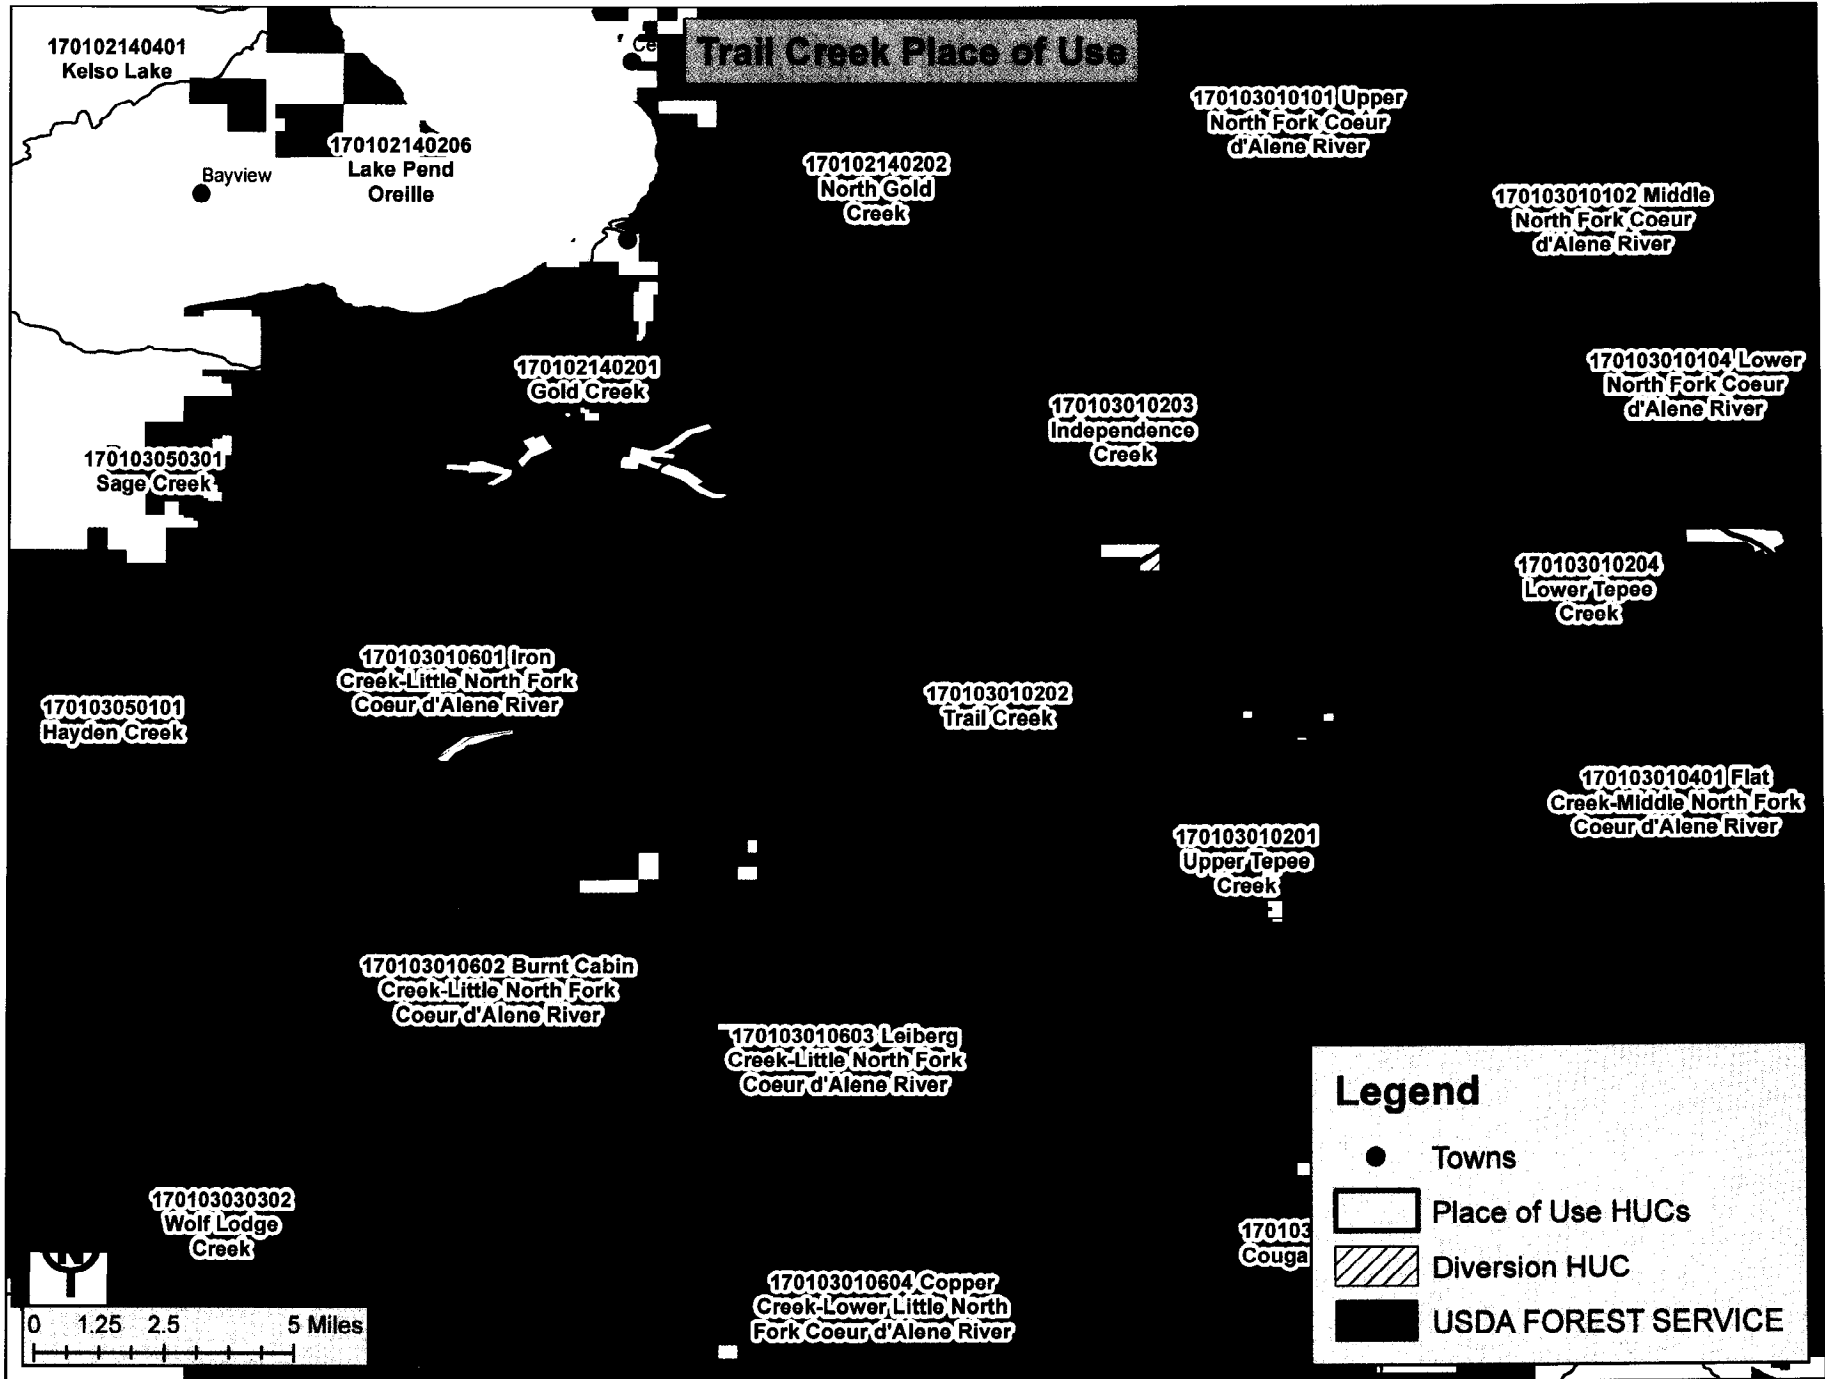 Trail Creek Place of Use
170102140401
Kelso Lake
Ce
170102140206
Lake Pend
Oreille
Bayview
170102140202
North Gold
Creek
170103010101 Upper
North Fork Coeur
d'Alene River
170103010102 Middle
North Fork Coeur
d'Alene River
170102140201
Gold Creek
170103010203
Independence
Creek
170103010104 Lower
North Fork Coeur
d'Alene River
170103050301
Sage Creek
170103010204
Lower Tepee
Creek
170103010601 Iron
Creek-Little North Fork
Coeur d'Alene River
170103050101
Hayden Creek
170103010202
Trail Creek
170103010401 Flat
Creek-Middle North Fork
Coeur d'Alene River
170103010201
Upper Tepee
Creek
170103010602 Burnt Cabin
Creek-Little North Fork
Coeur d'Alene River
170103010603 Leiberg
Creek-Little North Fork
Coeur d'Alene River
170103030302
Wolf Lodge
Creek
170103
Couga
170103010604 Copper
Creek-Lower Little North
Fork Coeur d'Alene River
N
0 1.25 2.5 5 Miles
Legend
Towns
Place of Use HUCs
Diversion HUC
USDA FOREST SERVICE